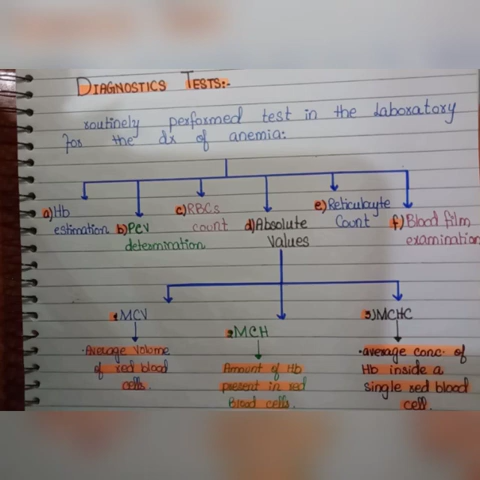 DIAGNOSTICS TESTS:-
routinely performed test in the Laboratory
for the dx of anemia:
a) Hb
estimation
b) PCV
determination
c) RBCs
count
d) Absolute
Values
e) Reticulocyte
Count
f) Blood film
examination
1) MCV
Average Volume
of red blood
cells.
2) MCH
Amount of Hb
present in red
Blood cells.
3) MCHC
average conc. of
Hb inside a
single red blood
cell.